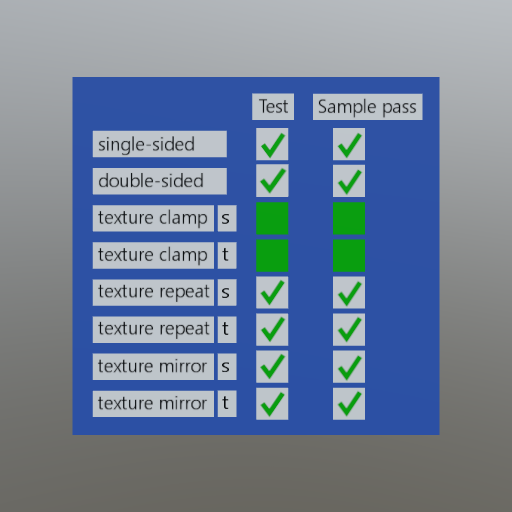 Test Sample pass
single-sided
double-sided
texture clamp s
texture clamp t
texture repeat s
texture repeat t
texture mirror s
texture mirror t